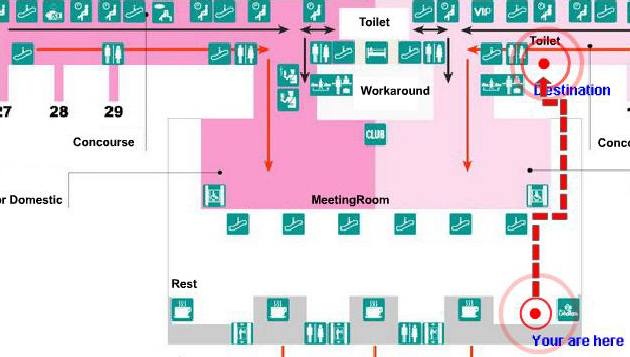 Toilet
VIP
Toilet
Workaround
Destination
27
28
29
Concourse
CLUB
Conco
or Domestic
MeetingRoom
Rest
Your are here